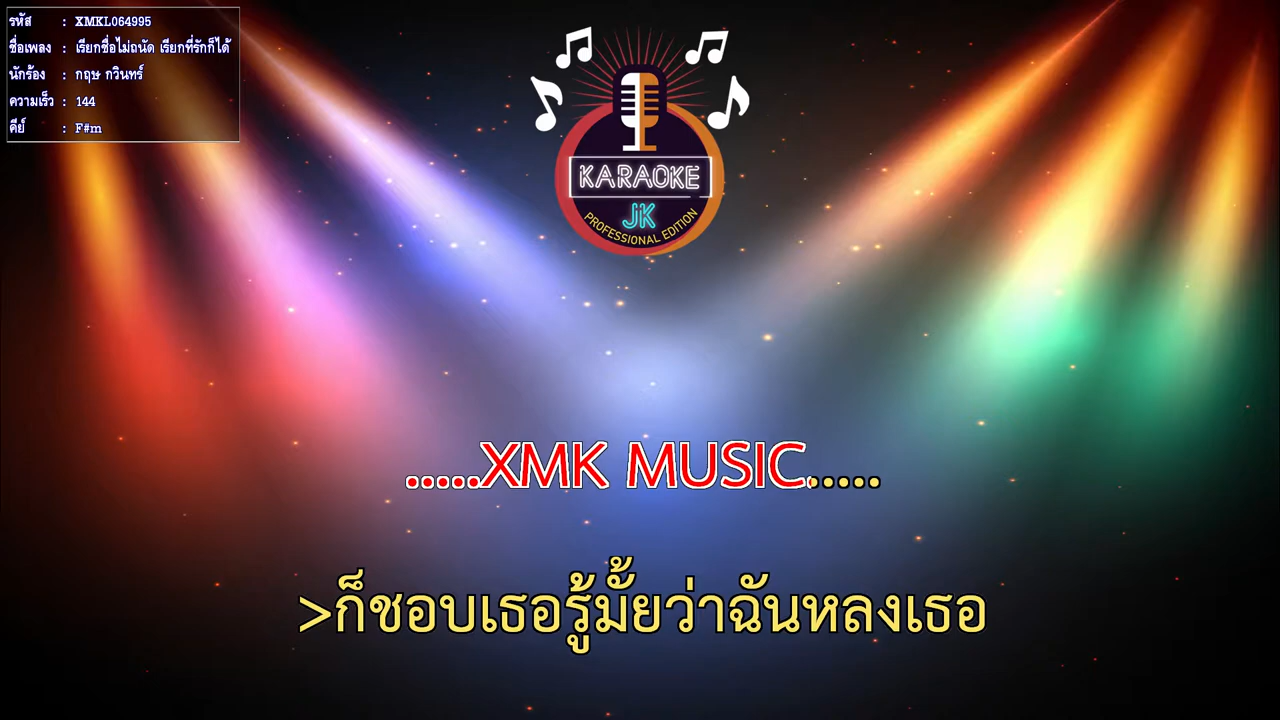 รหัส : XMKL064995
ชื่อเพลง : เรียกชื่อไม่ถนัด เรียกที่รักก็ได้
นักร้อง : กฤษ กวินทร์
ความเร็ว : 144
คีย์ : F#m
KARAOKE
JK
PROFESSIONAL EDITION
.....XMK MUSIC.....
>ก็ชอบเธอรู้มั้ยว่าฉันหลงเธอ